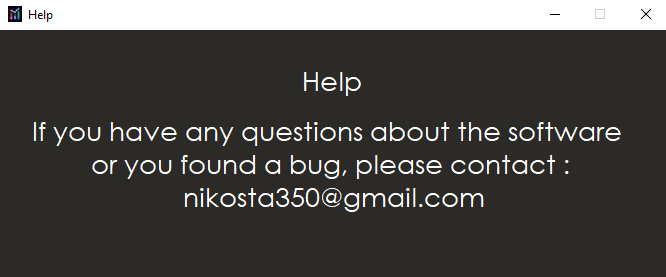 Help
Help
If you have any questions about the software
or you found a bug, please contact :
nikosta350@gmail.com